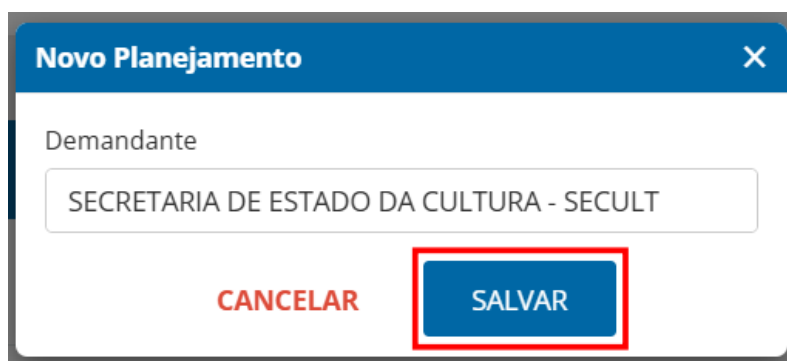 Novo Planejamento
Demandante
SECRETARIA DE ESTADO DA CULTURA - SECULT
CANCELAR SALVAR